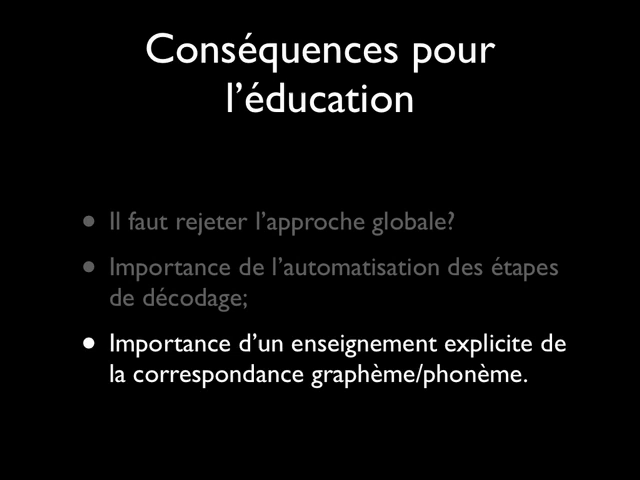 Conséquences pour
l’éducation
• Il faut rejeter l’approche globale?
• Importance de l’automatisation des étapes
de décodage;
• Importance d’un enseignement explicite de
la correspondance graphème/phonème.